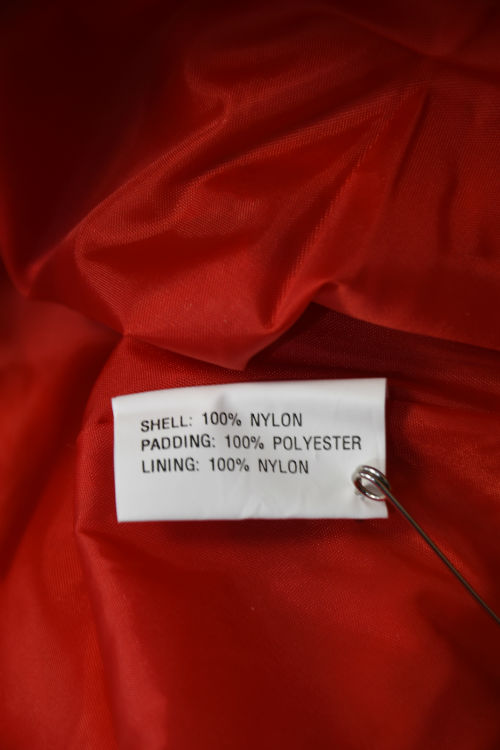 SHELL: 100% NYLON
PADDING: 100% POLYESTER
LINING: 100% NYLON